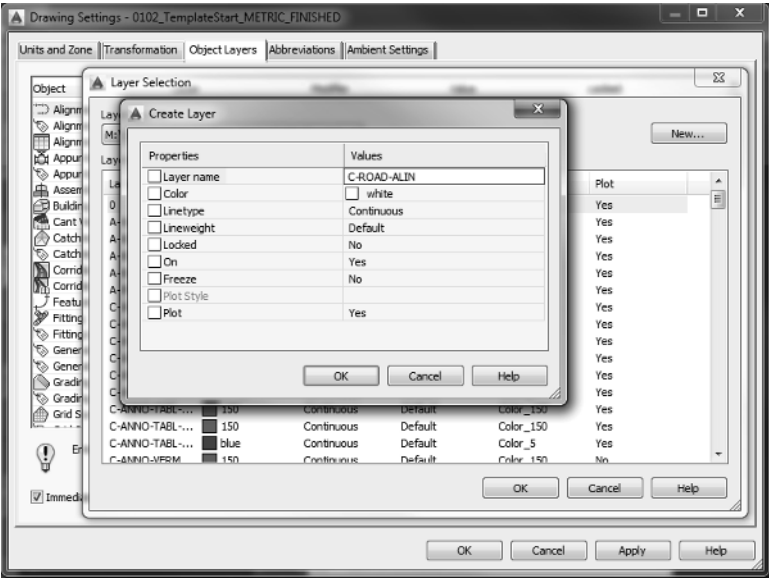 Drawing Settings - 0102_TemplateStart_METRIC_FINISHED
Units and Zone Transformation Object Layers Abbreviations Ambient Settings
Object
Layer Selection
Create Layer
New...
Properties Values
Layer name C-ROAD-ALIN
Color white
Linetype Continuous
Lineweight Default
Locked No
On Yes
Freeze No
Plot Style
Plot Yes
OK Cancel Help
Plot
Yes
Yes
Yes
Yes
Yes
Yes
Yes
Yes
Yes
Yes
C-ANNO-TABL-... 150 Continuous Default Color_150 Yes
C-ANNO-TABL-... 150 Continuous Default Color_150 Yes
C-ANNO-TABL-... blue Continuous Default Color_5 Yes
C-ANNO-VERM 150 Continuous Default Color_150 No
OK Cancel Help
OK Cancel Apply Help